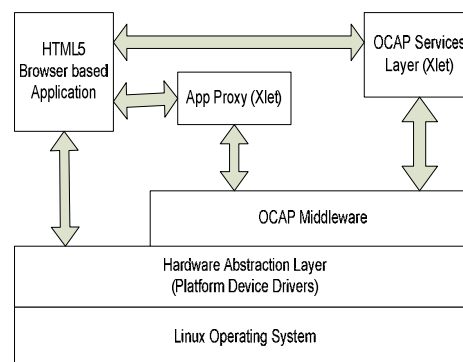 HTML5
Browser based
Application
OCAP Services
Layer (Xlet)
App Proxy (Xlet)
OCAP Middleware
Hardware Abstraction Layer
(Platform Device Drivers)
Linux Operating System